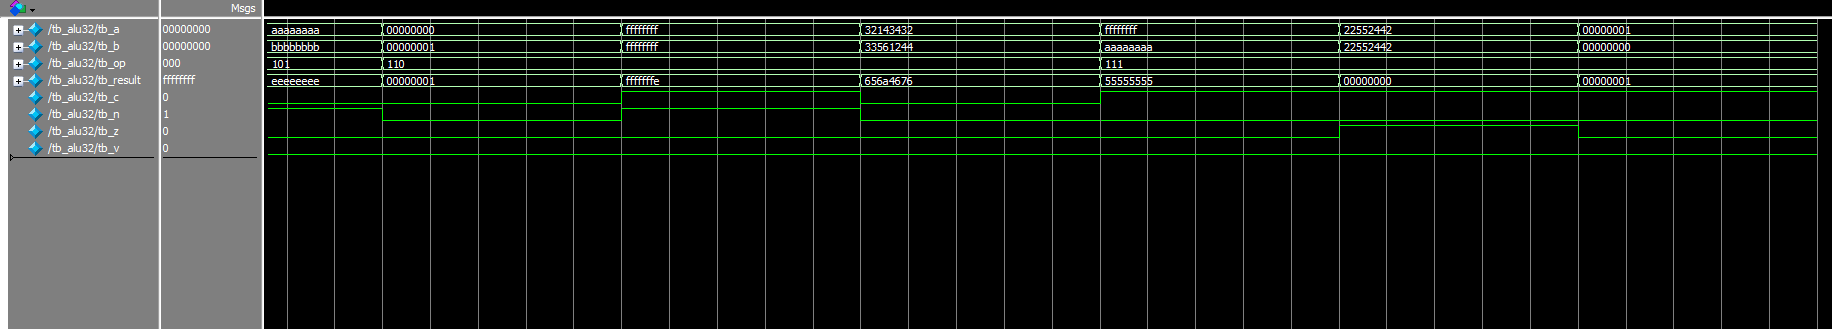 Msgs
/tb_alu32/tb_a 00000000 aaaaaaaa 00000000 ffffffff 32143432 ffffffff 22552442 00000001
/tb_alu32/tb_b 00000000 bbbbbbbb 00000001 ffffffff 33561244 aaaaaaaa 22552442 00000000
/tb_alu32/tb_op 000 101 110 111
/tb_alu32/tb_result ffffffff eeeeeeee 00000001 fffffffe 656a4676 55555555 00000000 00000001
/tb_alu32/tb_c 0
/tb_alu32/tb_n 1
/tb_alu32/tb_z 0
/tb_alu32/tb_v 0